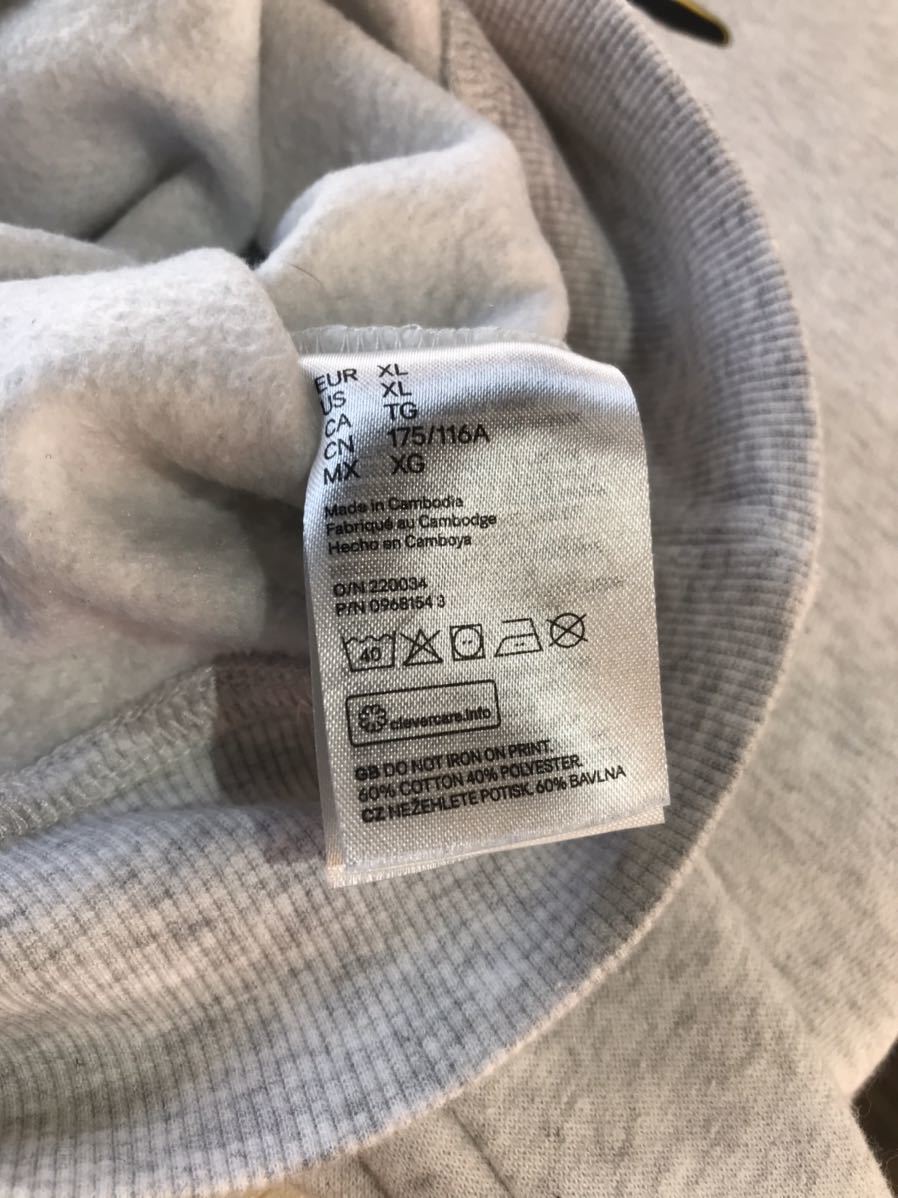 EUR XL
US XL
CA TG
CN 175/116A
MX XG
Made in Cambodia
Fabriqué au Cambodge
Hecho en Camboya
O/N 220034
P/N 0968154 3
40
clevercare.info
GB DO NOT IRON ON PRINT.
60% COTTON 40% POLYESTER.
CZ NEŽEHLETE POTISK. 60% BAVLNA